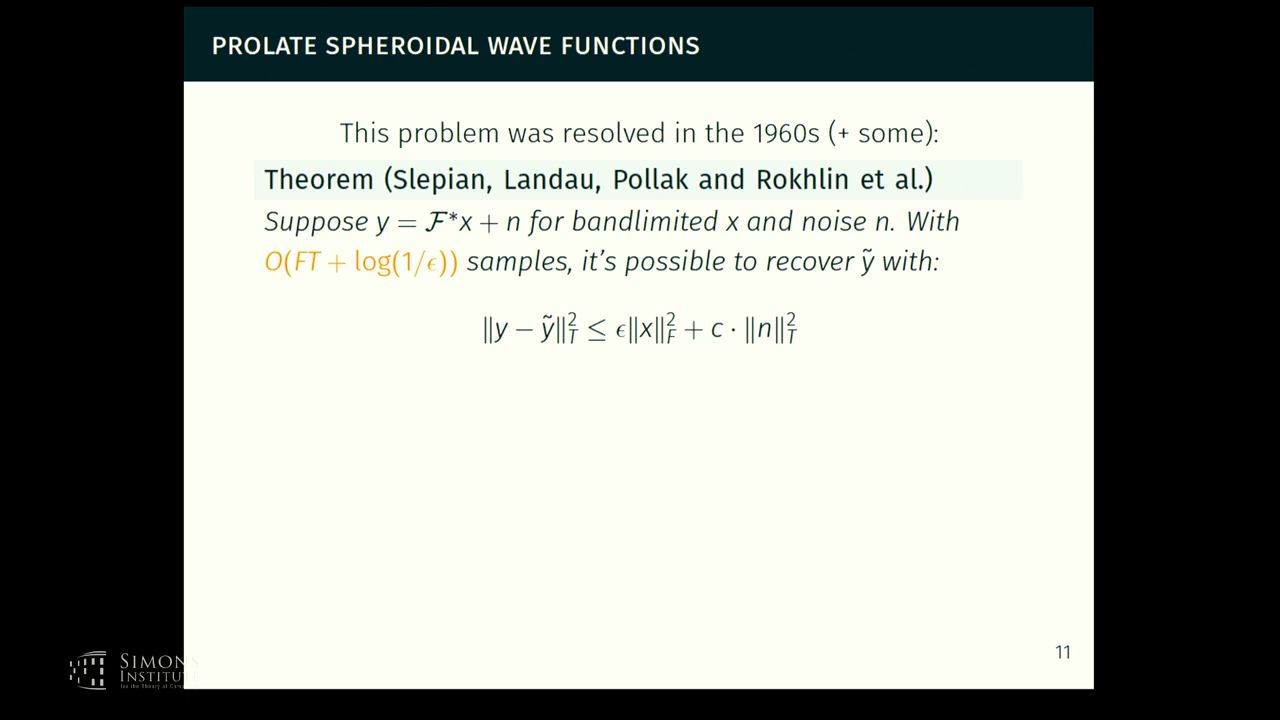 PROLATE SPHEROIDAL WAVE FUNCTIONS
This problem was resolved in the 1960s (+ some):
Theorem (Slepian, Landau, Pollak and Rokhlin et al.)
Suppose y = 𝓕*x + n for bandlimited x and noise n. With
O(FT + log(1/ϵ)) samples, it's possible to recover ỹ with:
‖y − ỹ‖²_T ≤ ϵ‖x‖²_F + c · ‖n‖²_T
11
SIMONS
INSTITUTE